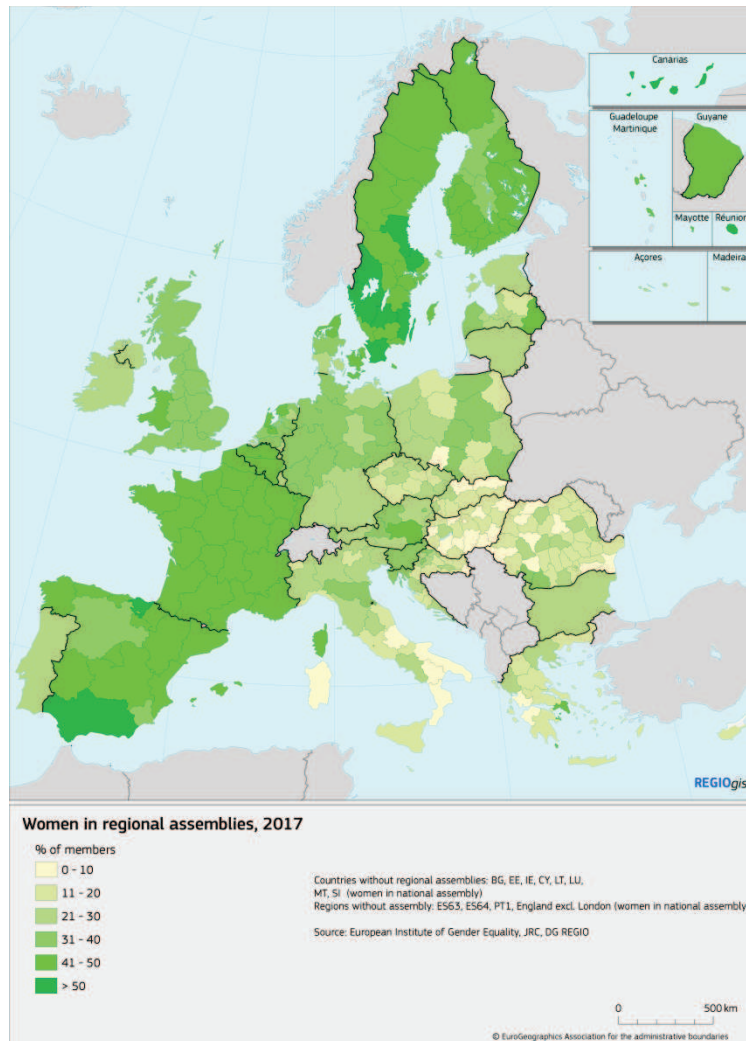 Canarias
Guadeloupe
Martinique
Guyane
Mayotte
Réunion
Açores
Madeira
REGIOgis
Women in regional assemblies, 2017
% of members
0 - 10
11 - 20
21 - 30
31 - 40
41 - 50
> 50
Countries without regional assemblies: BG, EE, IE, CY, LT, LU,
MT, SI (women in national assembly)
Regions without assembly: ES63, ES64, PT1, England excl. London (women in national assembly
Source: European Institute of Gender Equality, JRC, DG REGIO
0 500 km
© EuroGeographics Association for the administrative boundaries